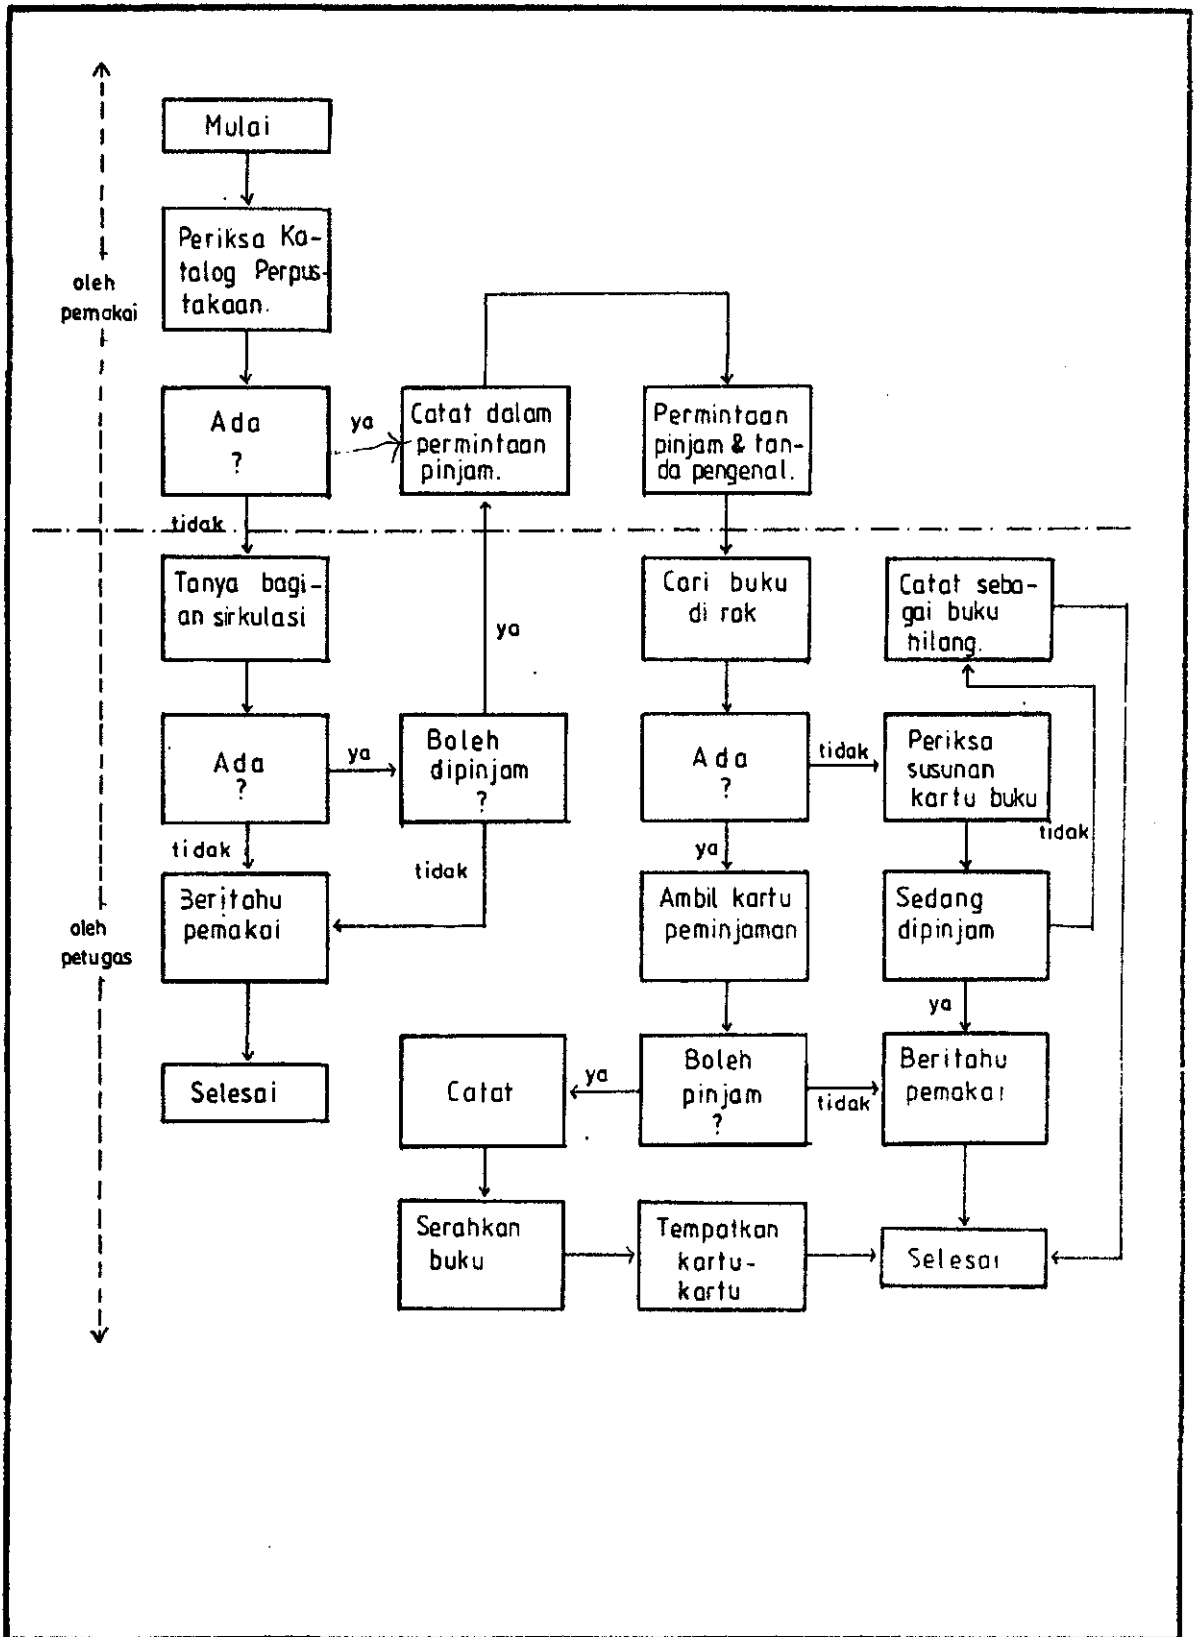 Mulai
Periksa Ka-
talog Perpus-
takaan.
oleh
pemakai
Ada
?
ya
Catat dalam
permintaan
pinjam.
Permintaan
pinjam & tan-
da pengenal.
tidak
Tanya bagi-
an sirkulasi
ya
Cari buku
di rak
Catat seba-
gai buku
hilang.
Ada
?
ya
Boleh
dipinjam
?
Ada
?
tidak
Periksa
susunan
kartu buku
tidak
tidak
tidak
ya
Beritahu
pemakai
oleh
petugas
Ambil kartu
peminjaman
Sedang
dipinjam
ya
Selesai
Catat
ya
Boleh
pinjam
?
tidak
Beritahu
pemakai
Serahkan
buku
Tempatkan
kartu-
kartu
Selesai